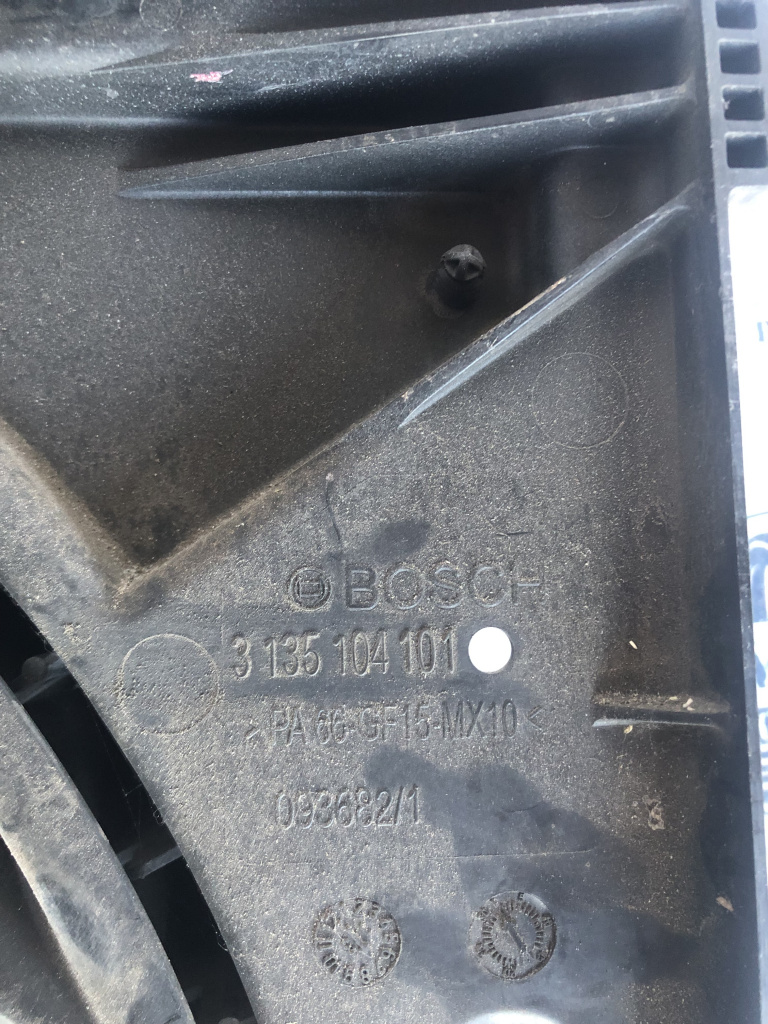 BOSCH
3 135 104 101
>PA 66-GF15-MX10<
093682/1